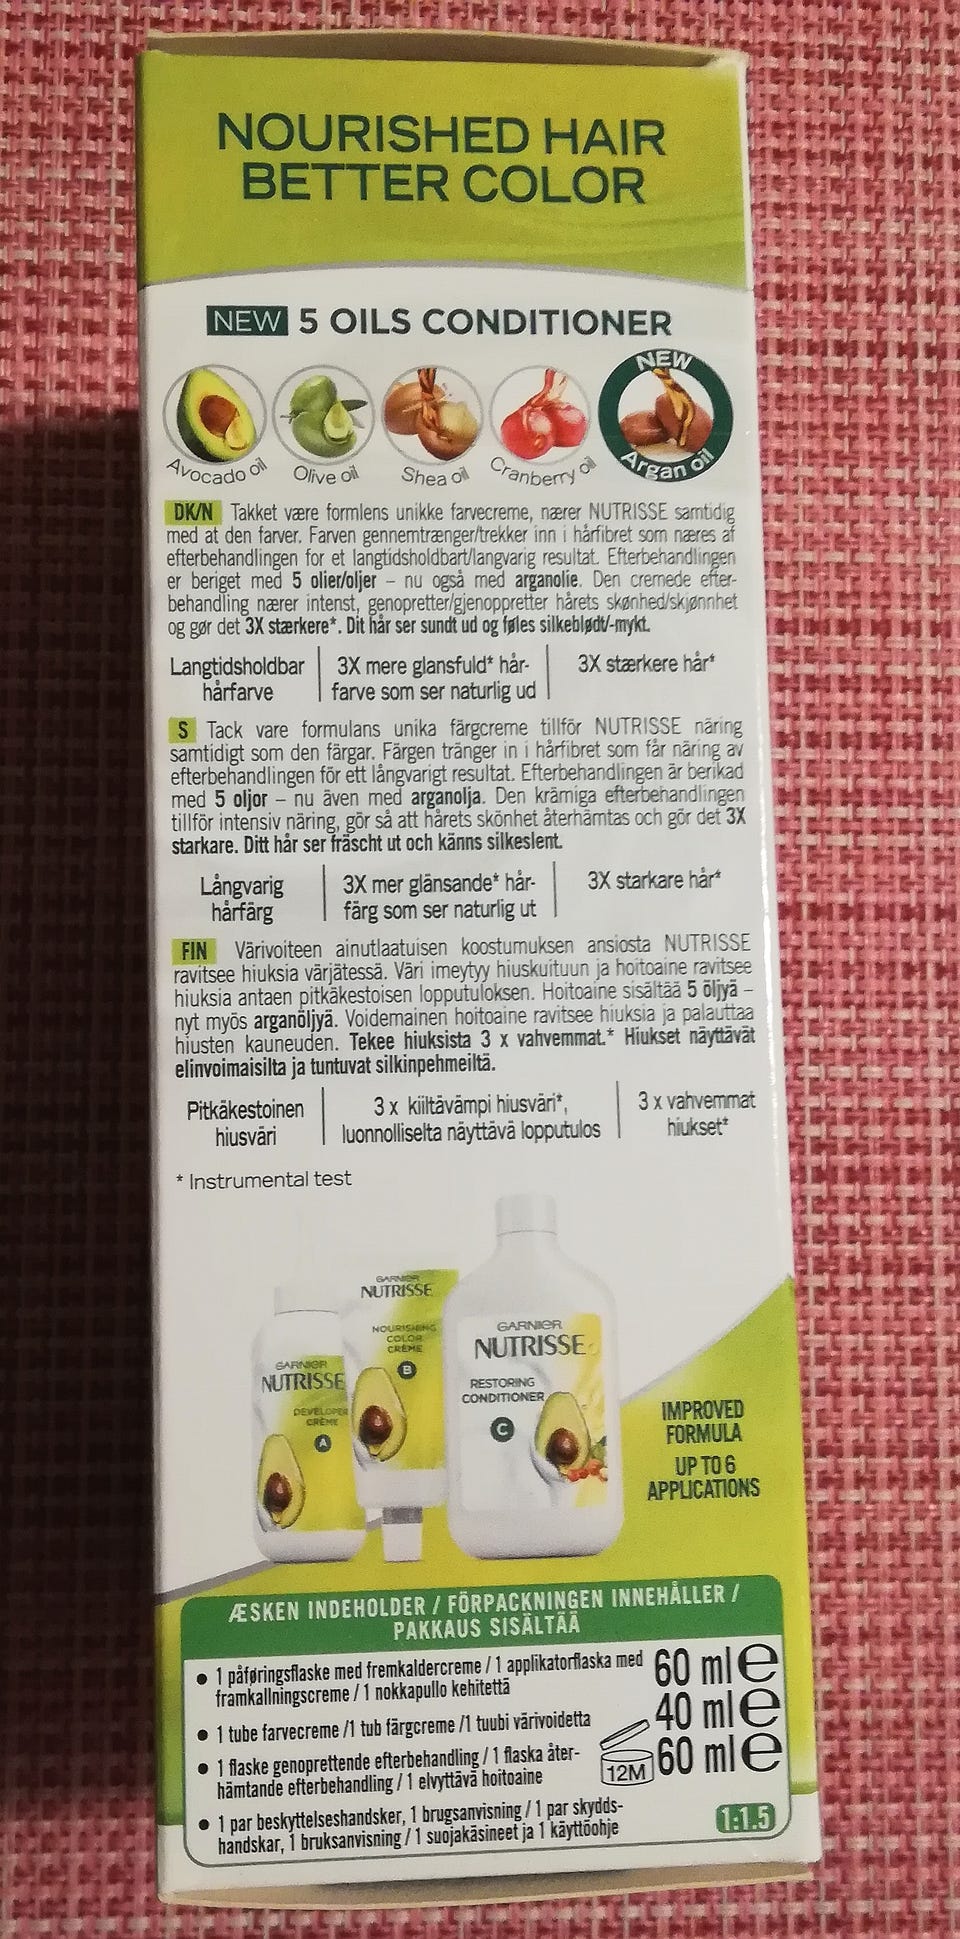 NOURISHED HAIR
BETTER COLOR
NEW 5 OILS CONDITIONER
Avocado oil
Olive oil
Shea oil
Cranberry oil
NEW
Argan oil
DK/N Takket være formlens unikke farvecreme, nærer NUTRISSE samtidig
med at den farver. Farven gennemtrænger/trekker inn i hårfibret som næres af
efterbehandlingen for et langtidsholdbart/langvarig resultat. Efterbehandlingen
er beriget med 5 olier/oljer – nu også med arganolie. Den cremede efter-
behandling nærer intenst, genopretter/gjenoppretter hårets skønhed/skjønnhet
og gør det 3X stærkere*. Dit hår ser sundt ud og føles silkeblødt/-mykt.
Langtidsholdbar
hårfarve
3X mere glansfuld* hår-
farve som ser naturlig ud
3X stærkere hår*
S Tack vare formulans unika färgcreme tillför NUTRISSE näring
samtidigt som den färgar. Färgen tränger in i hårfibret som får näring av
efterbehandlingen för ett långvarigt resultat. Efterbehandlingen är berikad
med 5 oljor – nu även med arganolja. Den krämiga efterbehandlingen
tillför intensiv näring, gör så att hårets skönhet återhämtas och gör det 3X
starkare. Ditt hår ser fräscht ut och känns silkeslent.
Långvarig
hårfärg
3X mer glänsande* hår-
färg som ser naturlig ut
3X starkare hår*
FIN Värivoiteen ainutlaatuisen koostumuksen ansiosta NUTRISSE
ravitsee hiuksia värjätessä. Väri imeytyy hiuskuituun ja hoitoaine ravitsee
hiuksia antaen pitkäkestoisen lopputuloksen. Hoitoaine sisältää 5 öljyä –
nyt myös arganöljyä. Voidemainen hoitoaine ravitsee hiuksia ja palauttaa
hiusten kauneuden. Tekee hiuksista 3 x vahvemmat.* Hiukset näyttävät
elinvoimaisilta ja tuntuvat silkinpehmeiltä.
Pitkäkestoinen
hiusväri
3 x kiiltävämpi hiusväri*,
luonnolliselta näyttävä lopputulos
3 x vahvemmat
hiukset*
* Instrumental test
GARNIER
NUTRISSE
DEVELOPER
CRÈME
A
GARNIER
NUTRISSE
NOURISHING
COLOR
CRÈME
B
GARNIER
NUTRISSE
RESTORING
CONDITIONER
C
IMPROVED
FORMULA
UP TO 6
APPLICATIONS
ÆSKEN INDEHOLDER / FÖRPACKNINGEN INNEHÅLLER /
PAKKAUS SISÄLTÄÄ
• 1 påføringsflaske med fremkaldercreme / 1 applikatorflaska med
framkallningscreme / 1 nokkapullo kehitettä
60 ml e
• 1 tube farvecreme /1 tub färgcreme /1 tuubi värivoidetta
40 ml e
• 1 flaske genoprettende efterbehandling / 1 flaska åter-
hämtande efterbehandling / 1 elvyttävä hoitoaine
12M
60 ml e
• 1 par beskyttelseshandsker, 1 brugsanvisning / 1 par skydds-
handskar, 1 bruksanvisning / 1 suojakäsineet ja 1 käyttöohje
1:1.5